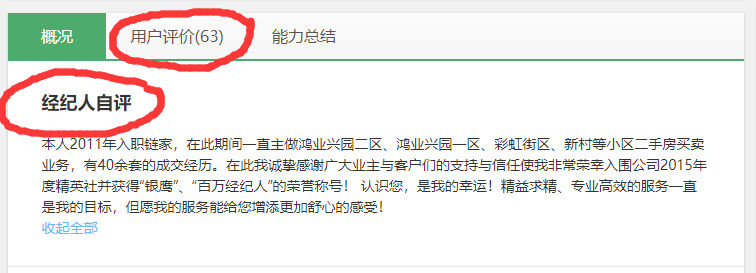 概况 用户评价(63) 能力总结
经纪人自评
本人2011年入职链家，在此期间一直主做鸿业兴园二区、鸿业兴园一区、彩虹街区、新村等小区二手房买卖
业务，有40余套的成交经历。在此我诚挚感谢广大业主与客户们的支持与信任使我非常荣幸入围公司2015年
度精英社并获得“银鹰”、“百万经纪人”的荣誉称号！ 认识您，是我的幸运！精益求精、专业高效的服务一直
是我的目标，但愿我的服务能给您增添更加舒心的感受！
收起全部